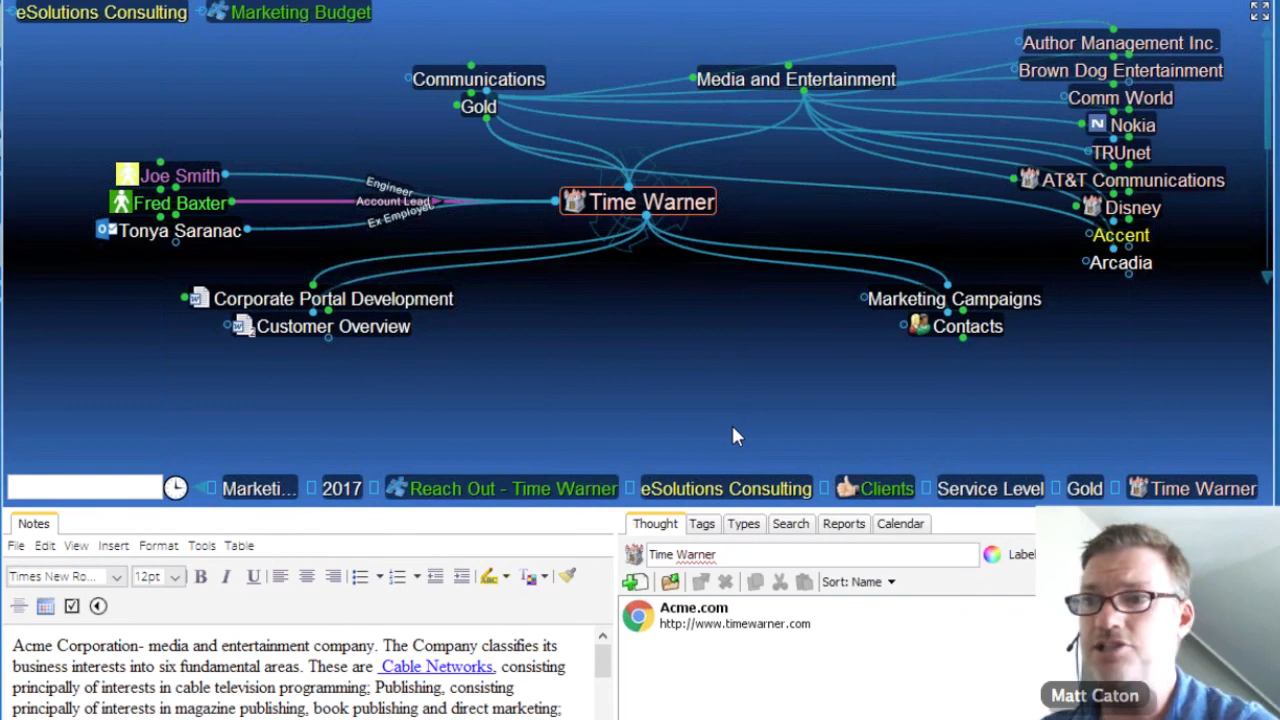 eSolutions Consulting
Marketing Budget
Communications
Gold
Media and Entertainment
Author Management Inc.
Brown Dog Entertainment
Comm World
Nokia
TRUnet
AT&T Communications
Disney
Accent
Arcadia
Joe Smith
Fred Baxter
Tonya Saranac
Engineer
Account Lead
Ex Employee
Time Warner
Corporate Portal Development
Customer Overview
Marketing Campaigns
Contacts
Marketi... 2017 Reach Out - Time Warner eSolutions Consulting Clients Service Level Gold Time Warner
Notes
File Edit View Insert Format Tools Table
Times New Ro... 12pt B I U
Acme Corporation- media and entertainment company. The Company classifies its
business interests into six fundamental areas. These are Cable Networks, consisting
principally of interests in cable television programming; Publishing, consisting
principally of interests in magazine publishing, book publishing and direct marketing;
Thought Tags Types Search Reports Calendar
Time Warner Label
Sort: Name
Acme.com
http://www.timewarner.com
Matt Caton